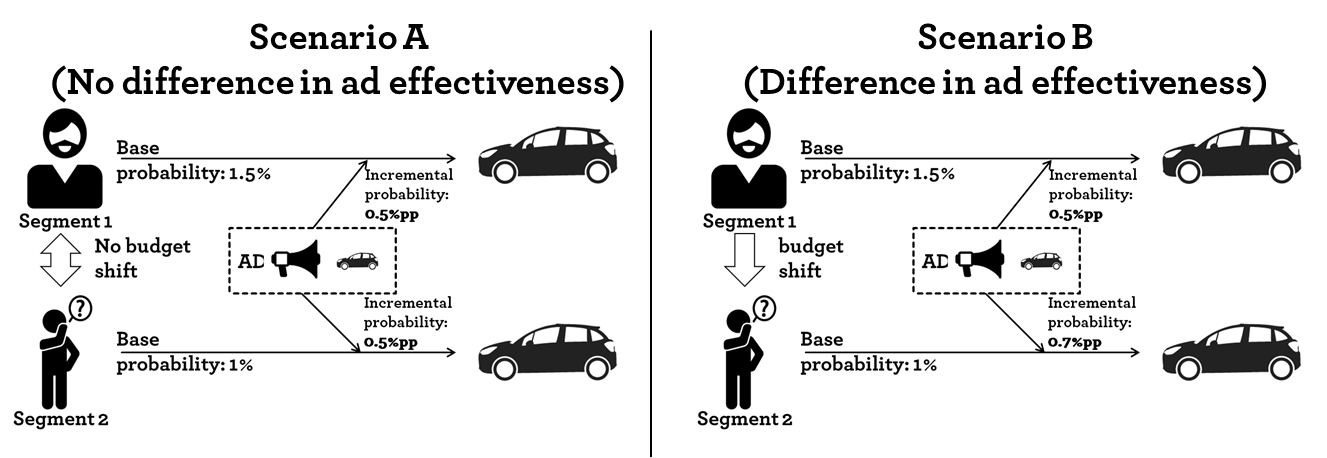 Scenario A
(No difference in ad effectiveness)
Base
probability: 1.5%
Incremental
probability:
0.5%pp
Segment 1
No budget
shift
AD
Incremental
probability:
0.5%pp
?
Base
probability: 1%
Segment 2
Scenario B
(Difference in ad effectiveness)
Base
probability: 1.5%
Incremental
probability:
0.5%pp
Segment 1
budget
shift
AD
Incremental
probability:
0.7%pp
?
Base
probability: 1%
Segment 2